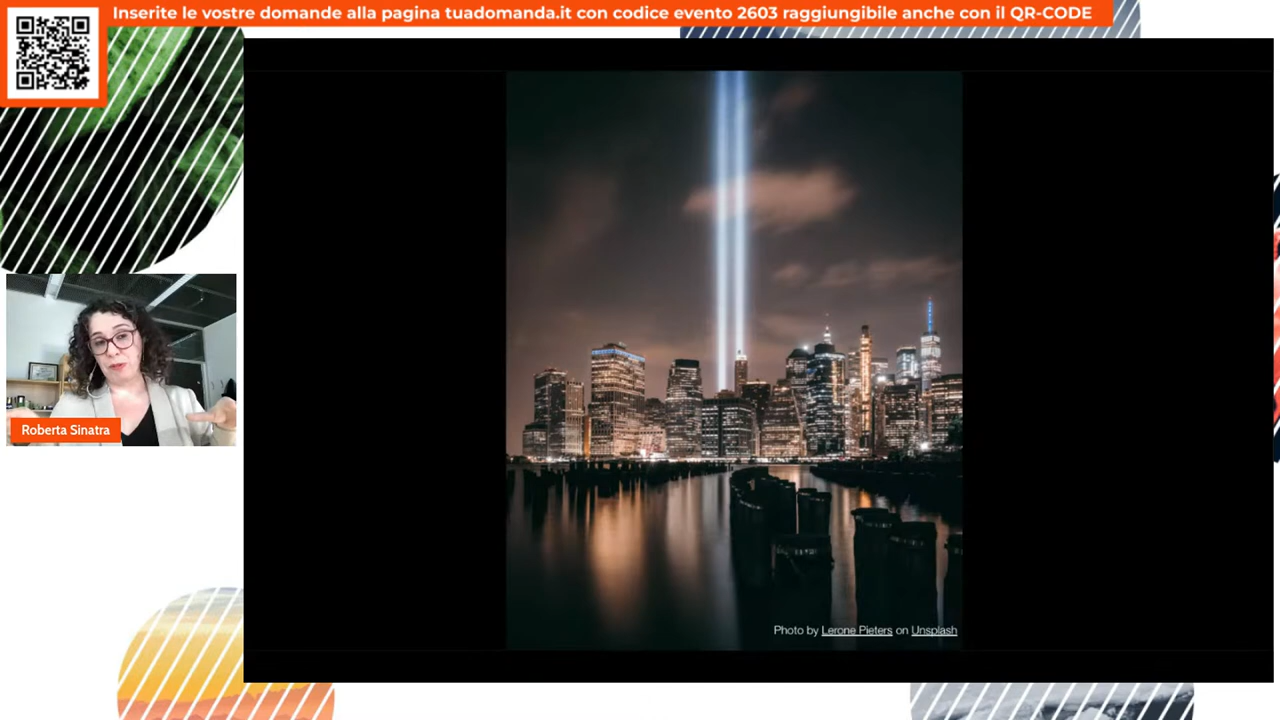 Inserite le vostre domande alla pagina tuadomanda.it con codice evento 2603 raggiungibile anche con il QR-CODE
Roberta Sinatra
Photo by Lerone Pieters on Unsplash